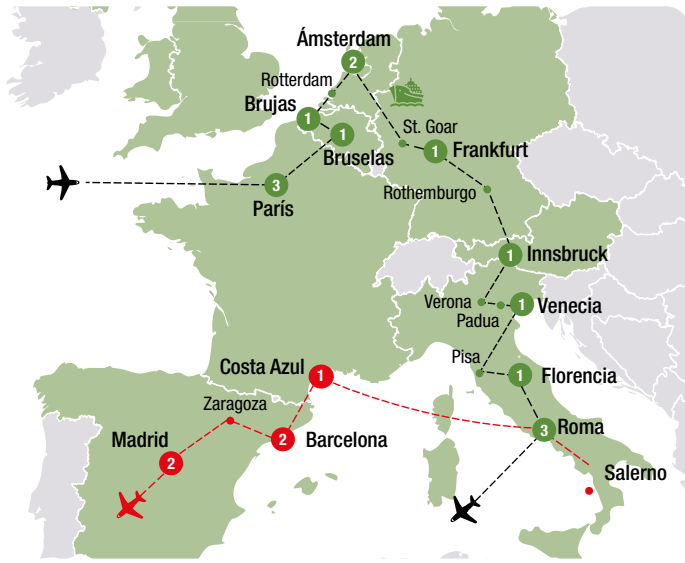 Ámsterdam
2
Rotterdam
Brujas
1
1
Bruselas
St. Goar
1
Frankfurt
3
París
Rothemburgo
1
Innsbruck
Verona
Padua
1
Venecia
Pisa
1
Florencia
Costa Azul
1
Zaragoza
Madrid
2
2
Barcelona
3
Roma
Salerno